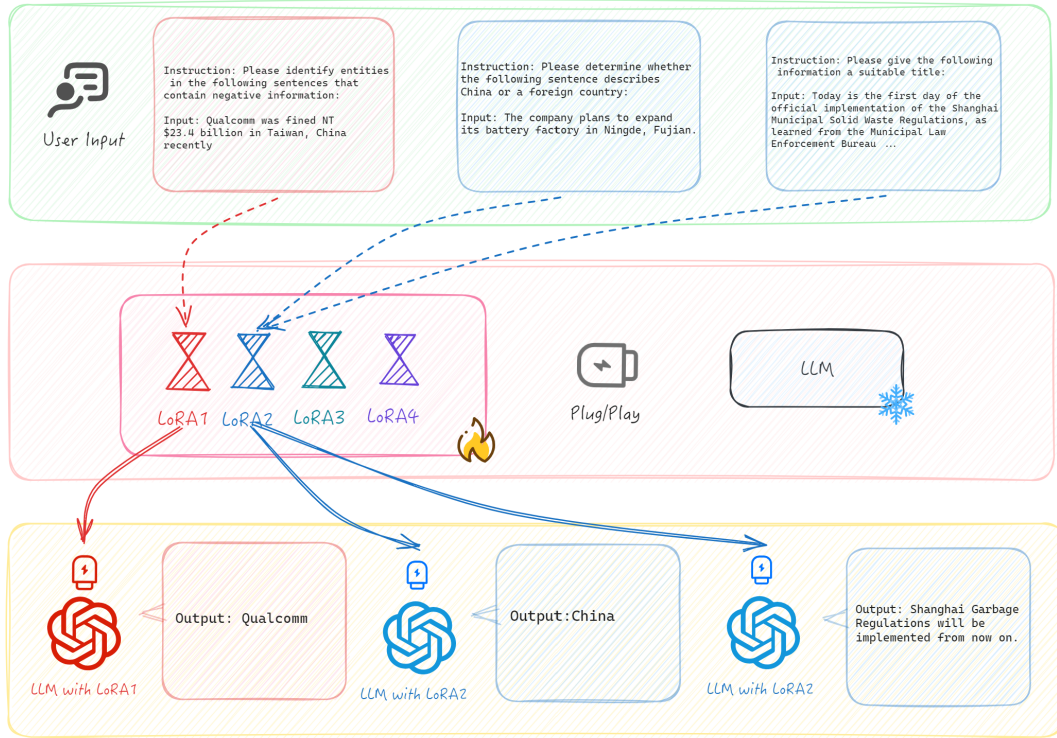 Instruction: Please identify entities
in the following sentences that
contain negative information:
Input: Qualcomm was fined NT
$23.4 billion in Taiwan, China
recently
Instruction: Please determine whether
the following sentence describes
China or a foreign country:
Input: The company plans to expand
its battery factory in Ningde, Fujian.
Instruction: Please give the following
information a suitable title:
Input: Today is the first day of the
official implementation of the Shanghai
Municipal Solid Waste Regulations, as
learned from the Municipal Law
Enforcement Bureau ...
User Input
LoRA1
LoRA2
LoRA3
LoRA4
Plug/Play
LLM
Output: Qualcomm
LLM with LoRA1
Output:China
LLM with LoRA2
Output: Shanghai Garbage
Regulations will be
implemented from now on.
LLM with LoRA2